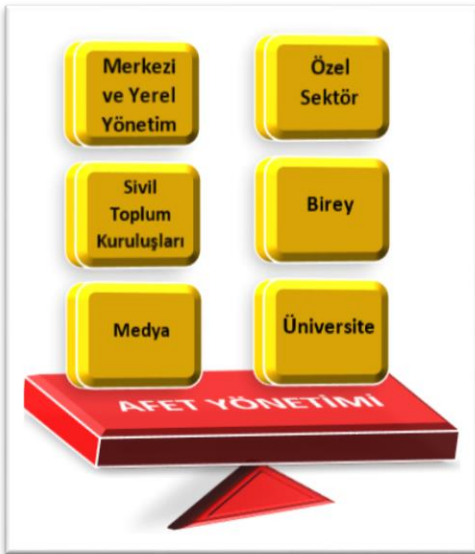 Merkezi
ve Yerel
Yönetim
Özel
Sektör
Sivil
Toplum
Kuruluşları
Birey
Medya
Üniversite
AFET YÖNETİMİ